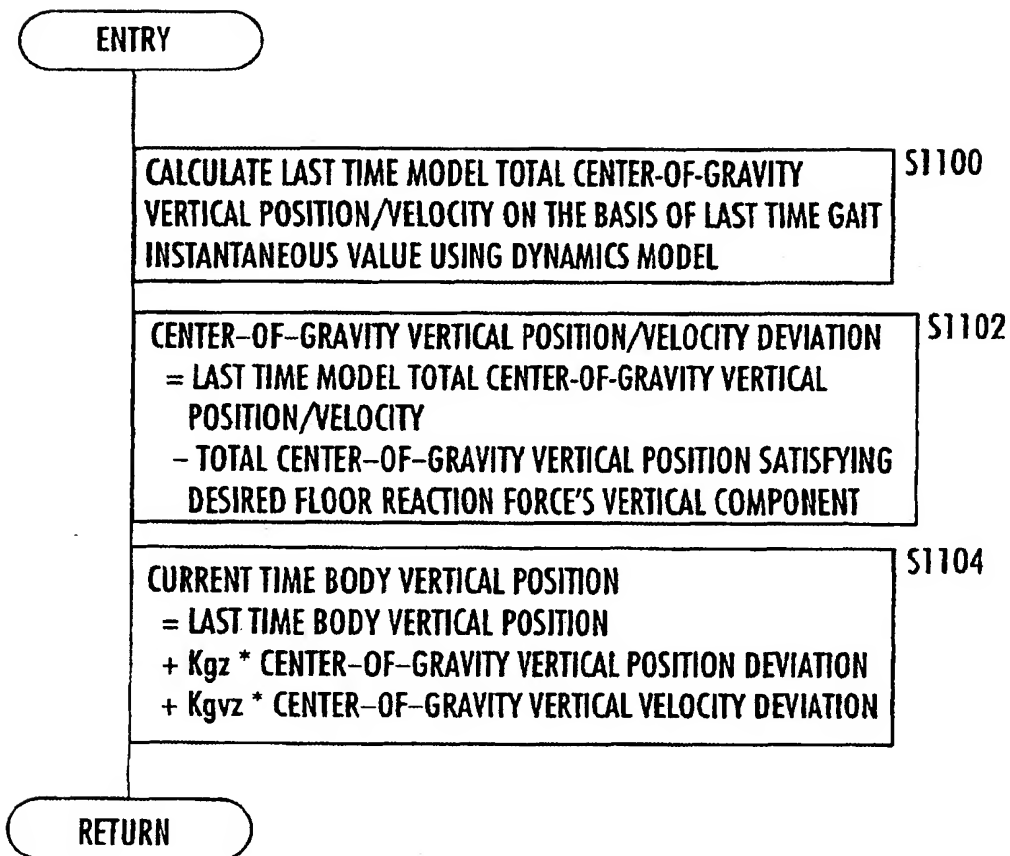 ENTRY
CALCULATE LAST TIME MODEL TOTAL CENTER-OF-GRAVITY
VERTICAL POSITION/VELOCITY ON THE BASIS OF LAST TIME GAIT
INSTANTANEOUS VALUE USING DYNAMICS MODEL
S1100
CENTER-OF-GRAVITY VERTICAL POSITION/VELOCITY DEVIATION
= LAST TIME MODEL TOTAL CENTER-OF-GRAVITY VERTICAL
POSITION/VELOCITY
- TOTAL CENTER-OF-GRAVITY VERTICAL POSITION SATISFYING
DESIRED FLOOR REACTION FORCE'S VERTICAL COMPONENT
S1102
CURRENT TIME BODY VERTICAL POSITION
= LAST TIME BODY VERTICAL POSITION
+ Kgz * CENTER-OF-GRAVITY VERTICAL POSITION DEVIATION
+ Kgvz * CENTER-OF-GRAVITY VERTICAL VELOCITY DEVIATION
S1104
RETURN